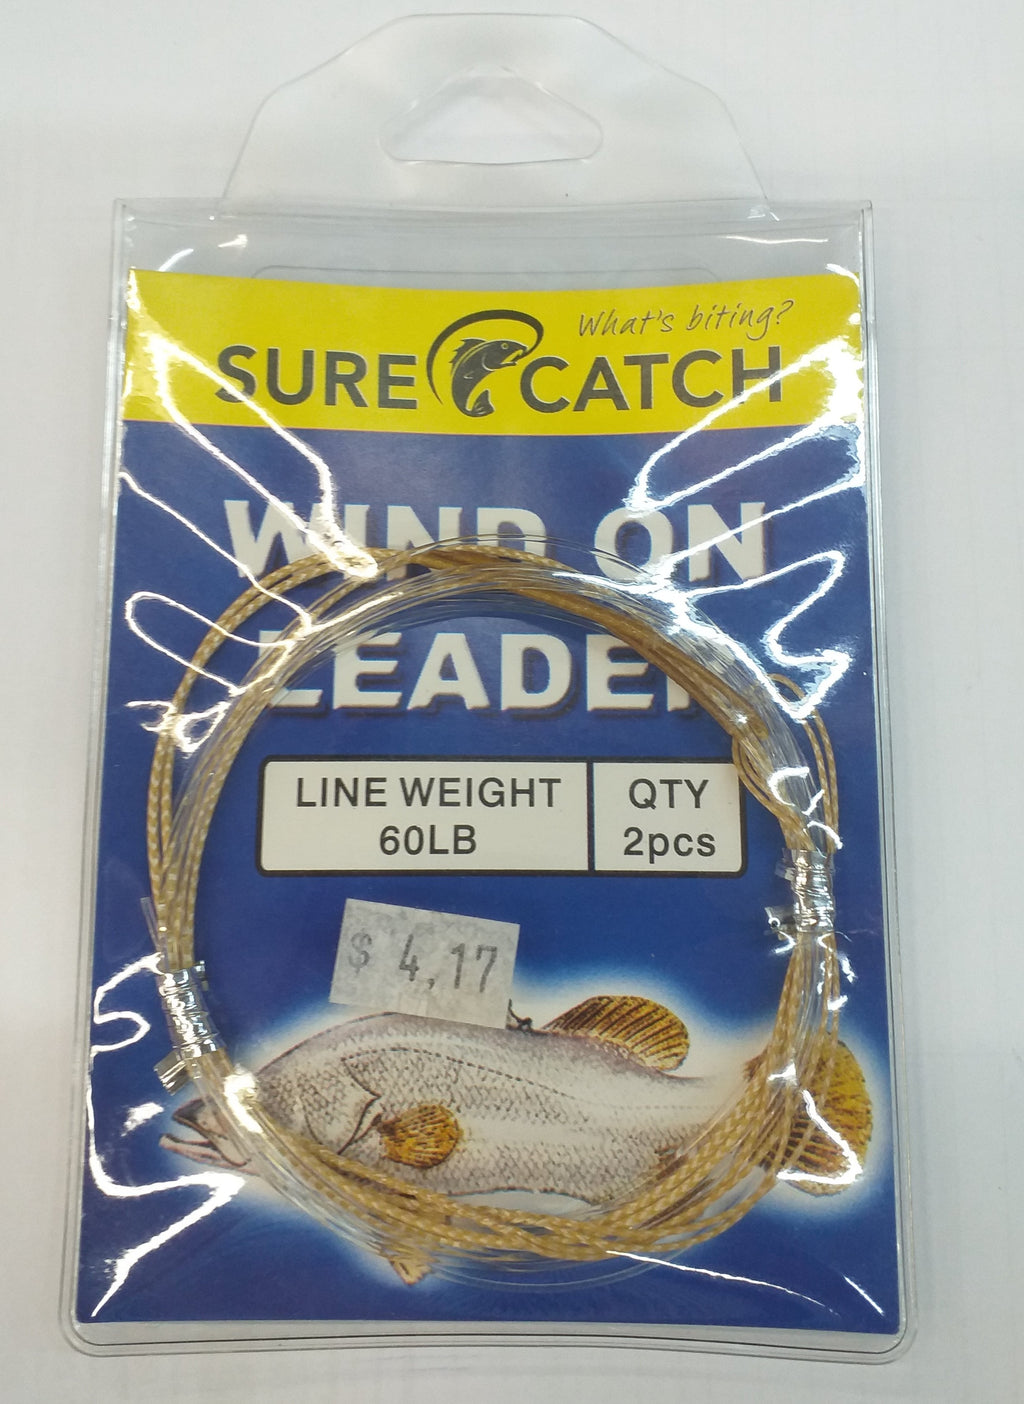 What's biting?
SURE CATCH
WIND ON
LEADER
LINE WEIGHT
60LB
QTY
2pcs
$ 4,17